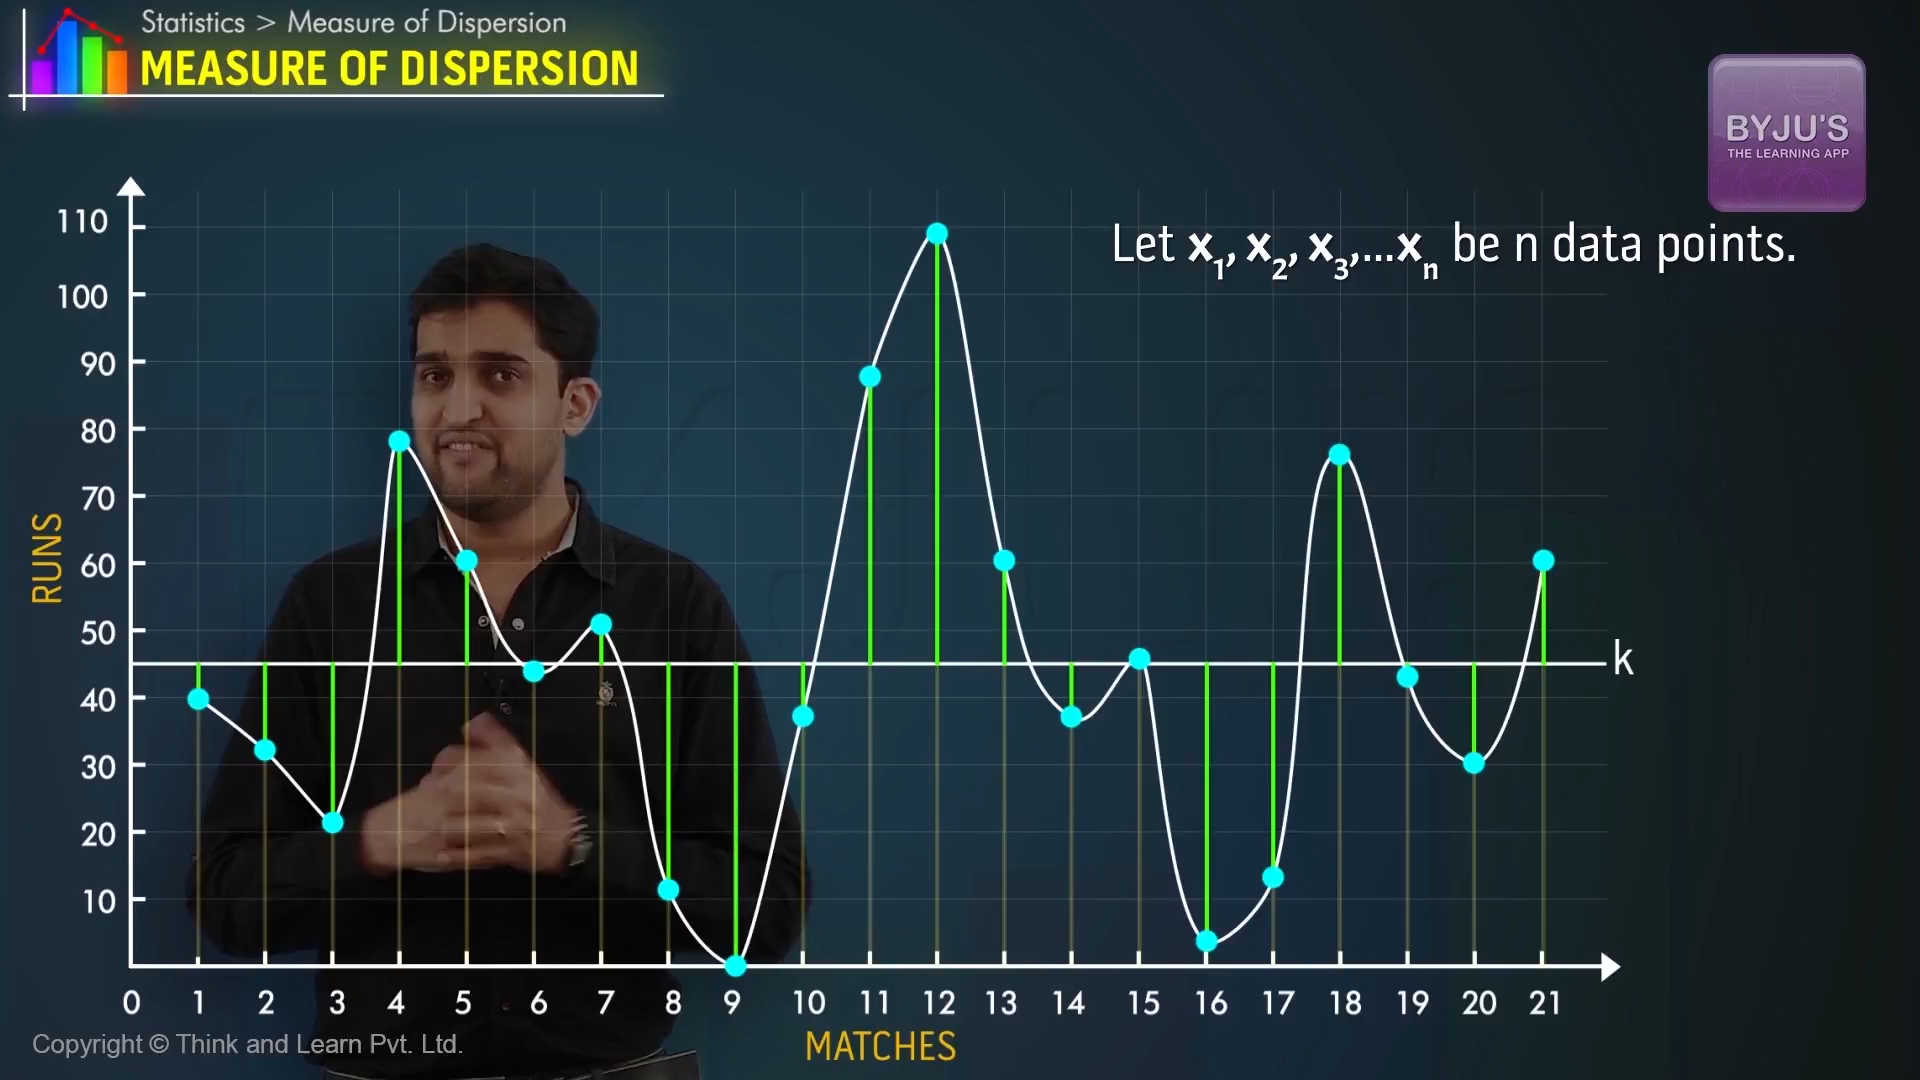 Statistics > Measure of Dispersion
MEASURE OF DISPERSION
BYJU'S
THE LEARNING APP
Let x₁, x₂, x₃,...xₙ be n data points.
110
100
90
80
70
60
50
40
30
20
10
RUNS
k
0 1 2 3 4 5 6 7 8 9 10 11 12 13 14 15 16 17 18 19 20 21
MATCHES
Copyright © Think and Learn Pvt. Ltd.